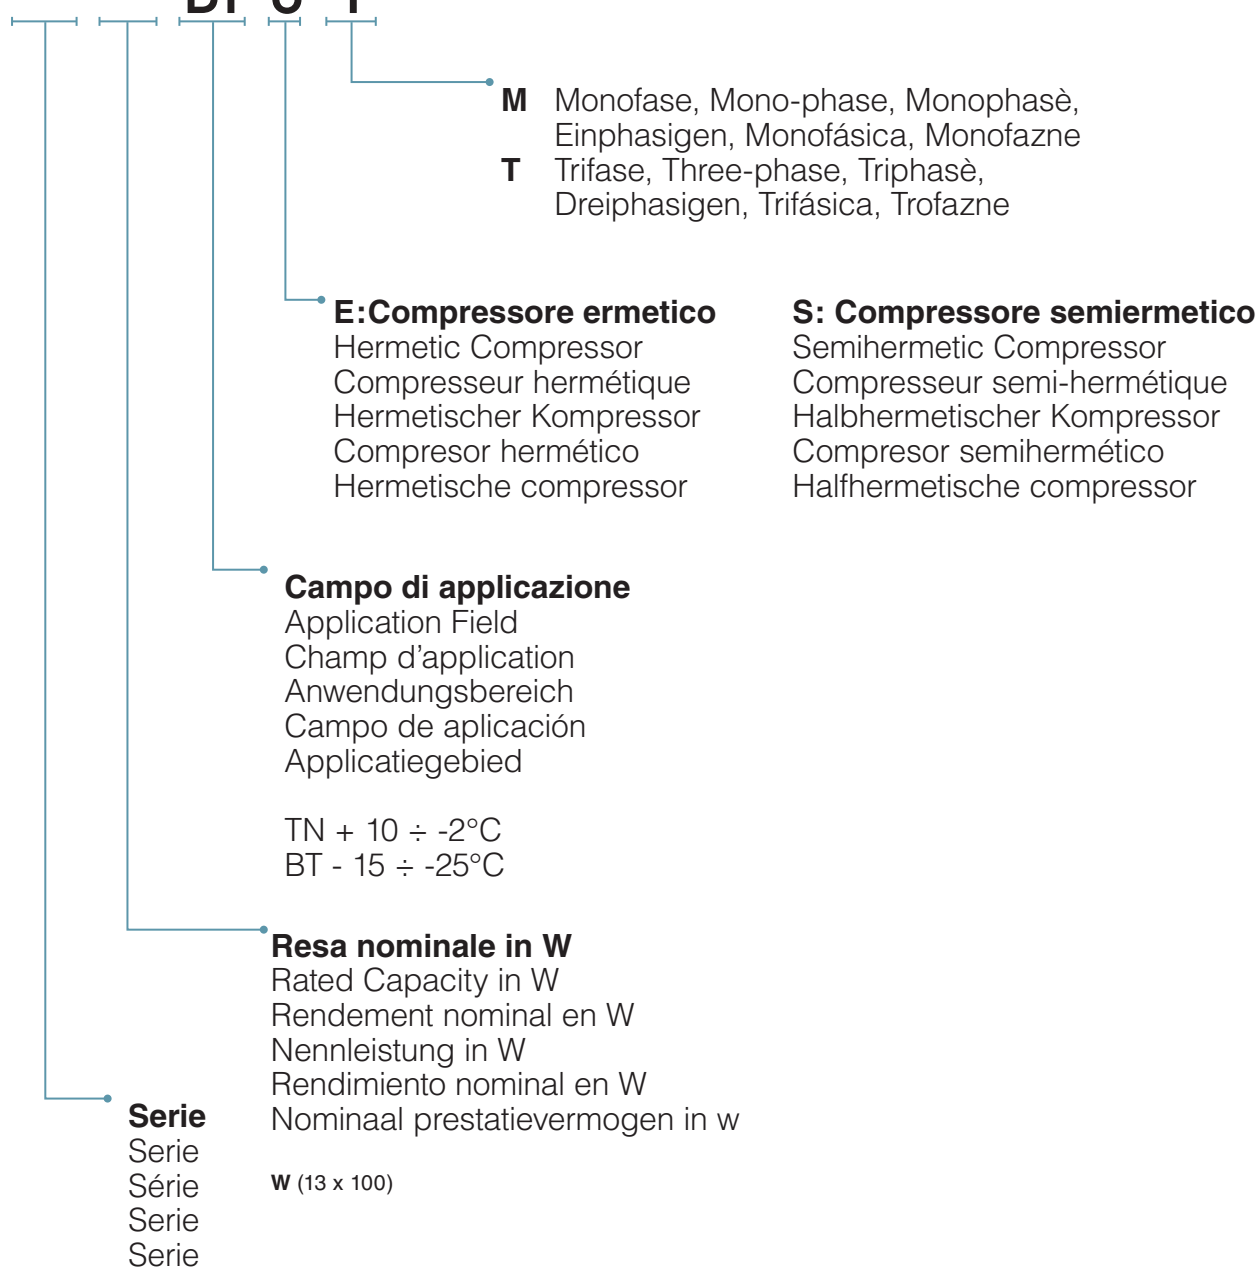 M Monofase, Mono-phase, Monophasè,
Einphasigen, Monofásica, Monofazne
T Trifase, Three-phase, Triphasè,
Dreiphasigen, Trifásica, Trofazne
E:Compressore ermetico
Hermetic Compressor
Compresseur hermétique
Hermetischer Kompressor
Compresor hermético
Hermetische compressor
S: Compressore semiermetico
Semihermetic Compressor
Compresseur semi-hermétique
Halbhermetischer Kompressor
Compresor semihermético
Halfhermetische compressor
Campo di applicazione
Application Field
Champ d’application
Anwendungsbereich
Campo de aplicación
Applicatiegebied
TN + 10 ÷ -2°C
BT - 15 ÷ -25°C
Resa nominale in W
Rated Capacity in W
Rendement nominal en W
Nennleistung in W
Rendimiento nominal en W
Nominaal prestatievermogen in w
W (13 x 100)
Serie
Serie
Série
Serie
Serie